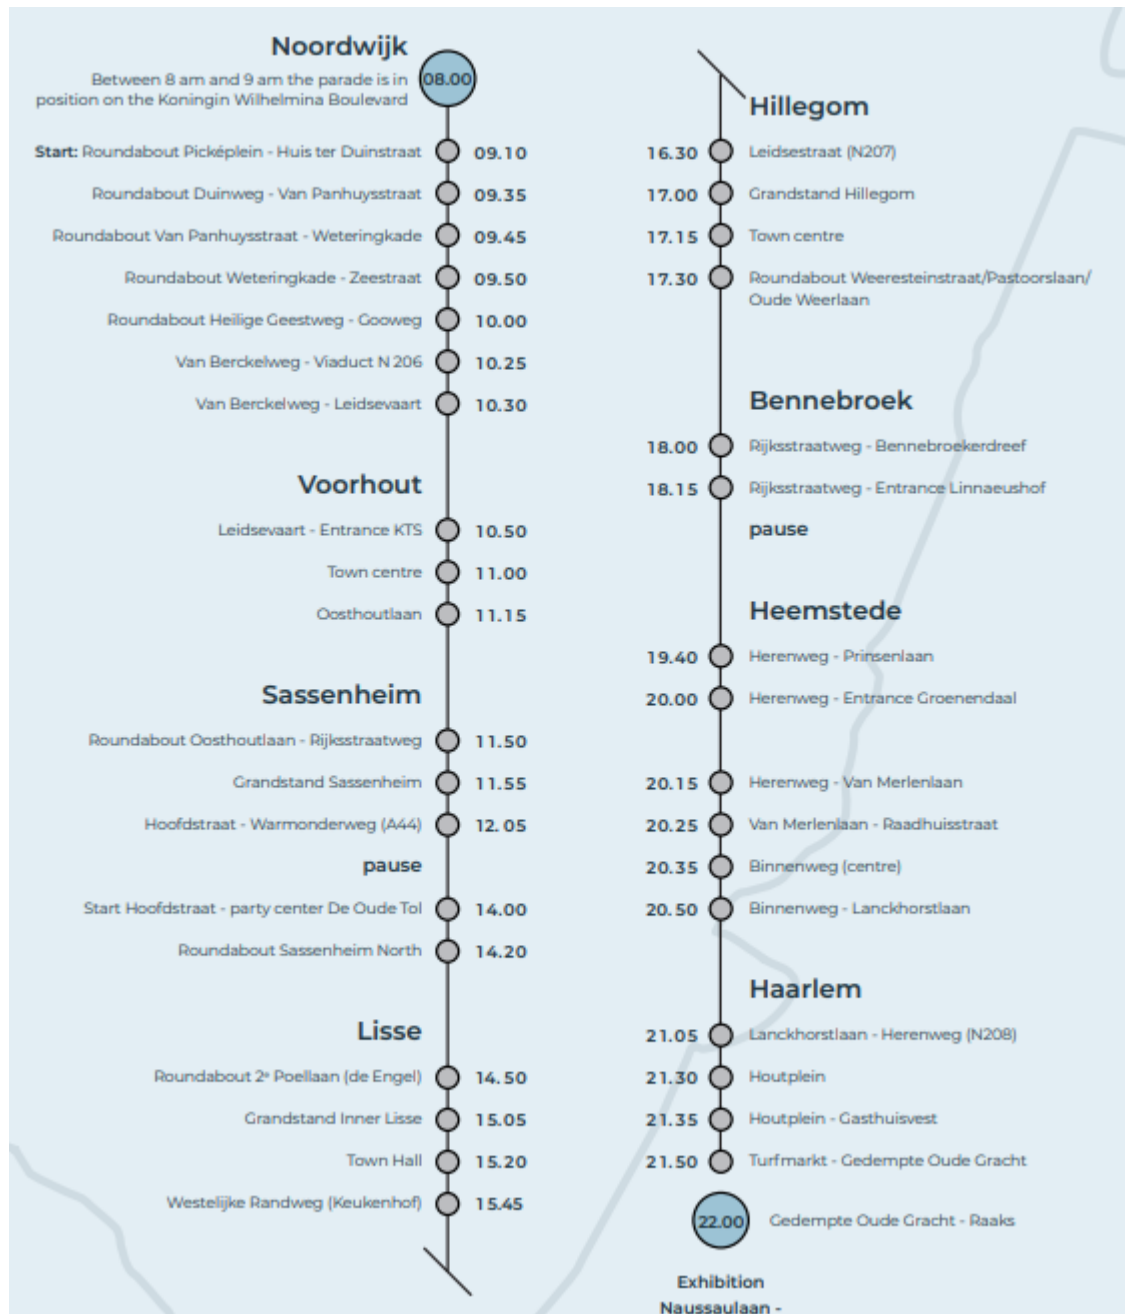 Noordwijk
Between 8 am and 9 am the parade is in
position on the Koningin Wilhelmina Boulevard
08.00
Start: Roundabout Picképlein - Huis ter Duinstraat 09.10
Roundabout Duinweg - Van Panhuysstraat 09.35
Roundabout Van Panhuysstraat - Weteringkade 09.45
Roundabout Weteringkade - Zeestraat 09.50
Roundabout Heilige Geestweg - Gooweg 10.00
Van Berckelweg - Viaduct N 206 10.25
Van Berckelweg - Leidsevaart 10.30
Voorhout
Leidsevaart - Entrance KTS 10.50
Town centre 11.00
Oosthoutlaan 11.15
Sassenheim
Roundabout Oosthoutlaan - Rijksstraatweg 11.50
Grandstand Sassenheim 11.55
Hoofdstraat - Warmonderweg (A44) 12.05
pause
Start Hoofdstraat - party center De Oude Tol 14.00
Roundabout Sassenheim North 14.20
Lisse
Roundabout 2e Poellaan (de Engel) 14.50
Grandstand Inner Lisse 15.05
Town Hall 15.20
Westelijke Randweg (Keukenhof) 15.45
Hillegom
16.30 Leidsestraat (N207)
17.00 Grandstand Hillegom
17.15 Town centre
17.30 Roundabout Weeresteinstraat/Pastoorslaan/
Oude Weerlaan
Bennebroek
18.00 Rijksstraatweg - Bennebroekerdreef
18.15 Rijksstraatweg - Entrance Linnaeushof
pause
Heemstede
19.40 Herenweg - Prinsenlaan
20.00 Herenweg - Entrance Groenendaal
20.15 Herenweg - Van Merlenlaan
20.25 Van Merlenlaan - Raadhuisstraat
20.35 Binnenweg (centre)
20.50 Binnenweg - Lanckhorstlaan
Haarlem
21.05 Lanckhorstlaan - Herenweg (N208)
21.30 Houtplein
21.35 Houtplein - Gasthuisvest
21.50 Turfmarkt - Gedempte Oude Gracht
22.00 Gedempte Oude Gracht - Raaks
Exhibition
Naussaulaan -